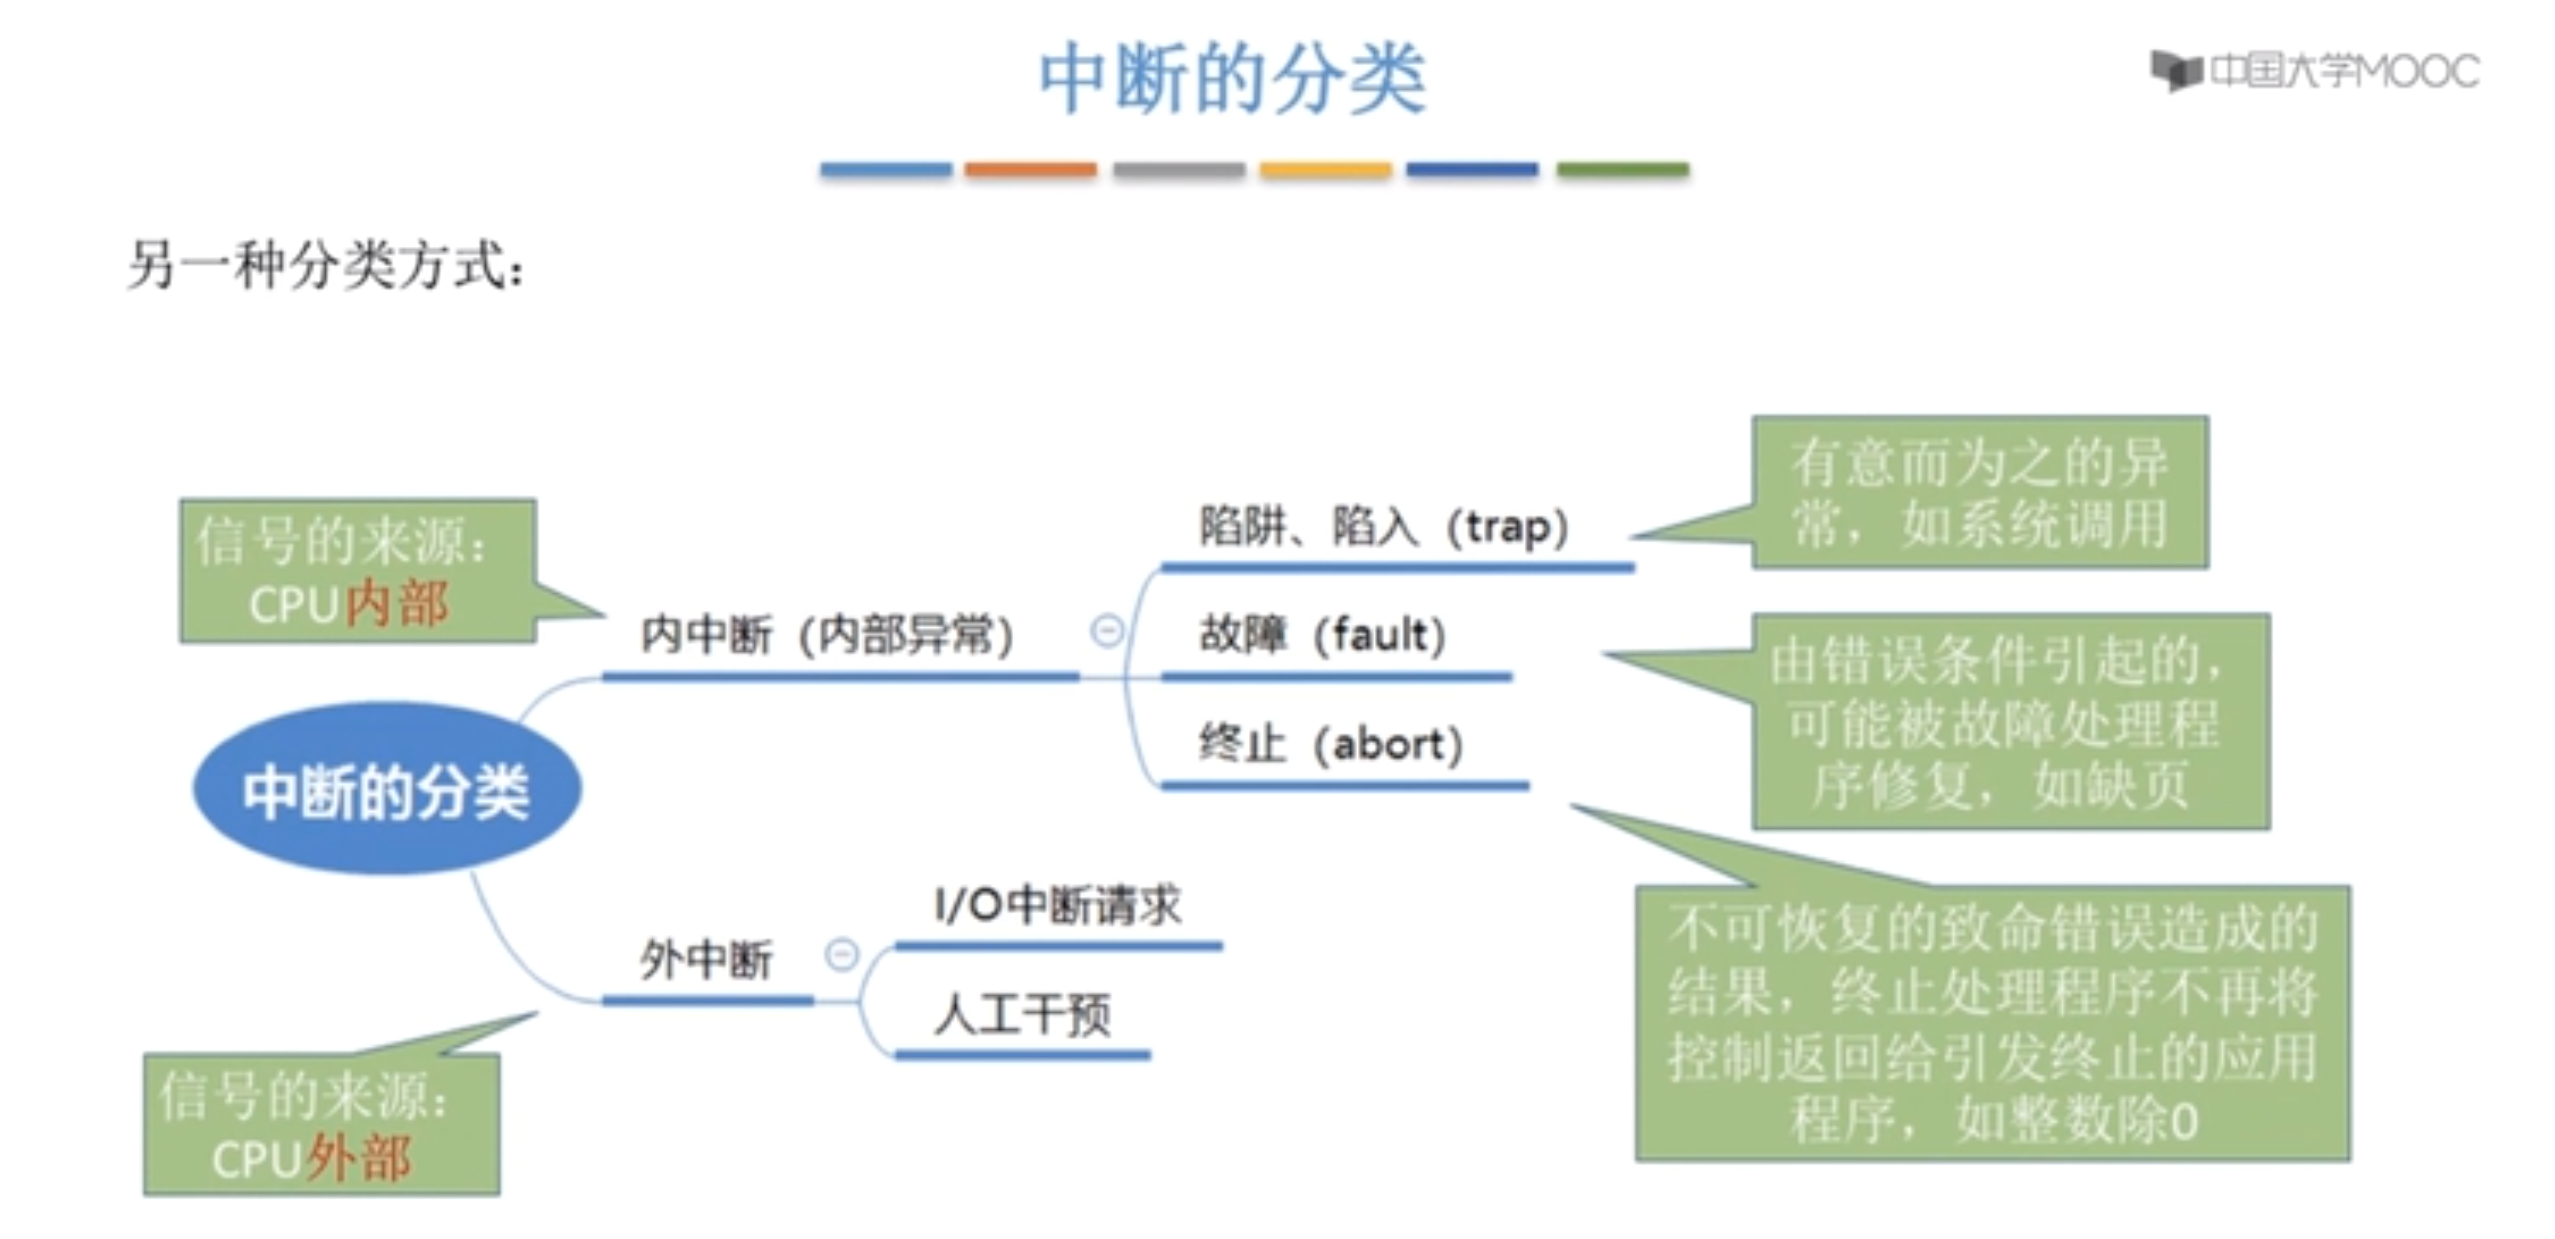 中断的分类
中国大学MOOC
另一种分类方式：
信号的来源：
CPU内部
内中断（内部异常）
陷阱、陷入（trap）
有意而为之的异
常，如系统调用
故障（fault）
由错误条件引起的，
可能被故障处理程
序修复，如缺页
终止（abort）
不可恢复的致命错误造成的
结果，终止处理程序不再将
控制返回给引发终止的应用
程序，如整数除0
中断的分类
外中断
I/O中断请求
人工干预
信号的来源：
CPU外部